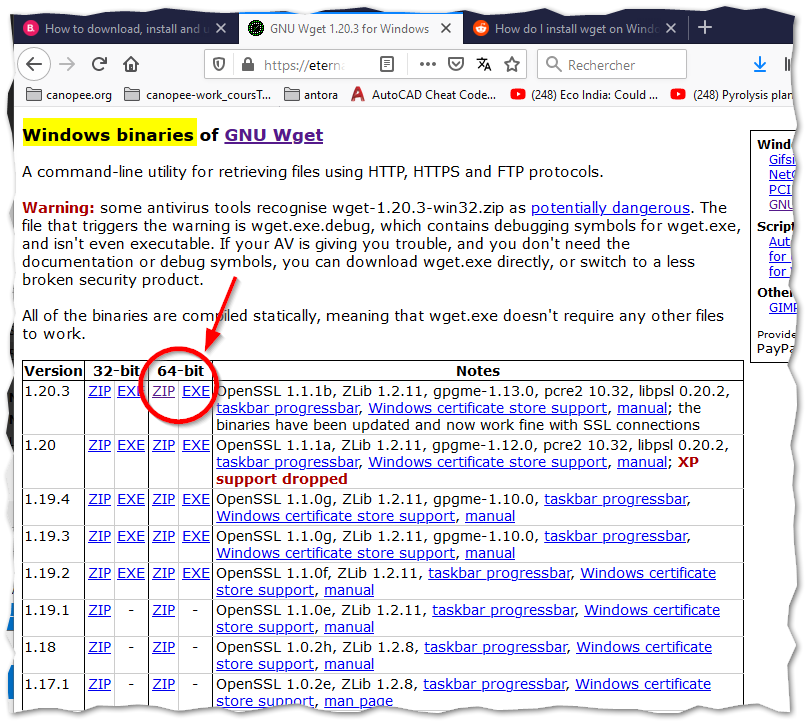 How to download, install and u
GNU Wget 1.20.3 for Windows
How do I install wget on Windo
https://etern
Rechercher
canopee.org
canopee-work_coursT...
antora
AutoCAD Cheat Code...
(248) Eco India: Could ...
(248) Pyrolysis plan
Windows binaries of GNU Wget
A command-line utility for retrieving files using HTTP, HTTPS and FTP protocols.
Warning: some antivirus tools recognise wget-1.20.3-win32.zip as potentially dangerous. The
file that triggers the warning is wget.exe.debug, which contains debugging symbols for wget.exe,
and isn't even executable. If your AV is giving you trouble, and you don't need the
documentation or debug symbols, you can download wget.exe directly, or switch to a less
broken security product.
All of the binaries are compiled statically, meaning that wget.exe doesn't require any other files
to work.
Version 32-bit 64-bit Notes
1.20.3 ZIP EXE ZIP EXE OpenSSL 1.1.1b, ZLib 1.2.11, gpgme-1.13.0, pcre2 10.32, libpsl 0.20.2,
taskbar progressbar, Windows certificate store support, manual; the
binaries have been updated and now work fine with SSL connections
1.20 ZIP EXE ZIP EXE OpenSSL 1.1.1a, ZLib 1.2.11, gpgme-1.12.0, pcre2 10.32, libpsl 0.20.2,
taskbar progressbar, Windows certificate store support, manual; XP
support dropped
1.19.4 ZIP EXE ZIP EXE OpenSSL 1.1.0g, ZLib 1.2.11, gpgme-1.10.0, taskbar progressbar,
Windows certificate store support, manual
1.19.3 ZIP EXE ZIP EXE OpenSSL 1.1.0g, ZLib 1.2.11, gpgme-1.10.0, taskbar progressbar,
Windows certificate store support, manual
1.19.2 ZIP EXE ZIP EXE OpenSSL 1.1.0f, ZLib 1.2.11, taskbar progressbar, Windows certificate
store support, manual
1.19.1 ZIP - ZIP - OpenSSL 1.1.0e, ZLib 1.2.11, taskbar progressbar, Windows certificate
store support, manual
1.18 ZIP - ZIP - OpenSSL 1.0.2h, ZLib 1.2.8, taskbar progressbar, Windows certificate
store support, manual
1.17.1 ZIP - ZIP - OpenSSL 1.0.2e, ZLib 1.2.8, taskbar progressbar, Windows certificate
store support, man page
Wind
Gifsi
Net
PCI
GNU
Script
Aut
for
for
Other
GIMP
Provide
PayPa